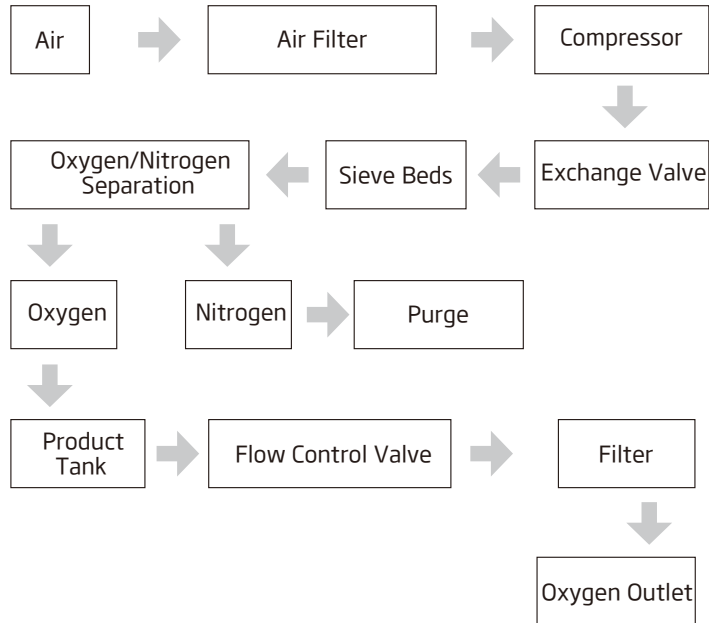 Air
Air Filter
Compressor
Oxygen/Nitrogen
Separation
Sieve Beds
Exchange Valve
Oxygen
Nitrogen
Purge
Product
Tank
Flow Control Valve
Filter
Oxygen Outlet